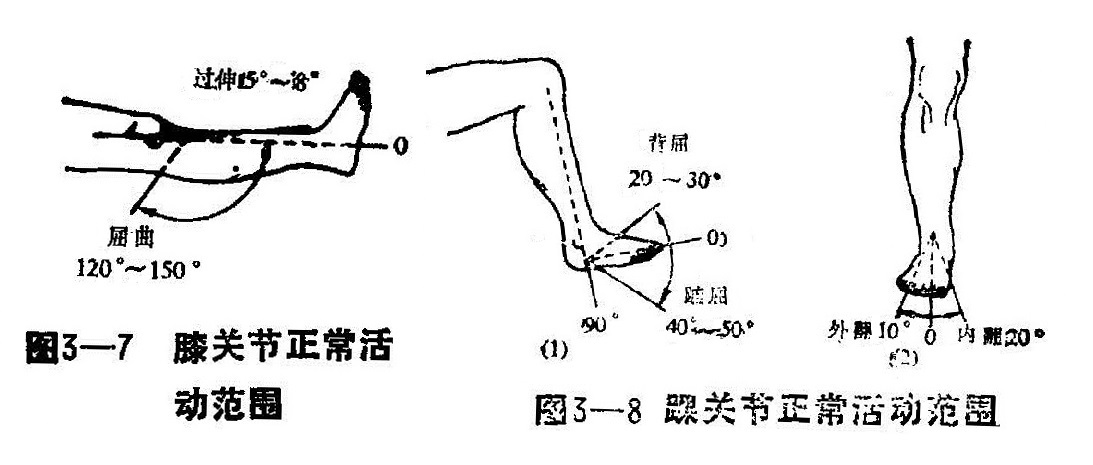 过伸15°～
0
屈曲
120°～150°
图3—7 膝关节正常活
动范围
背屈
20～30°
0
跖屈
40°～50°
90°
(1)
外翻10° 0 内翻20°
(2)
图3—8 踝关节正常活动范围